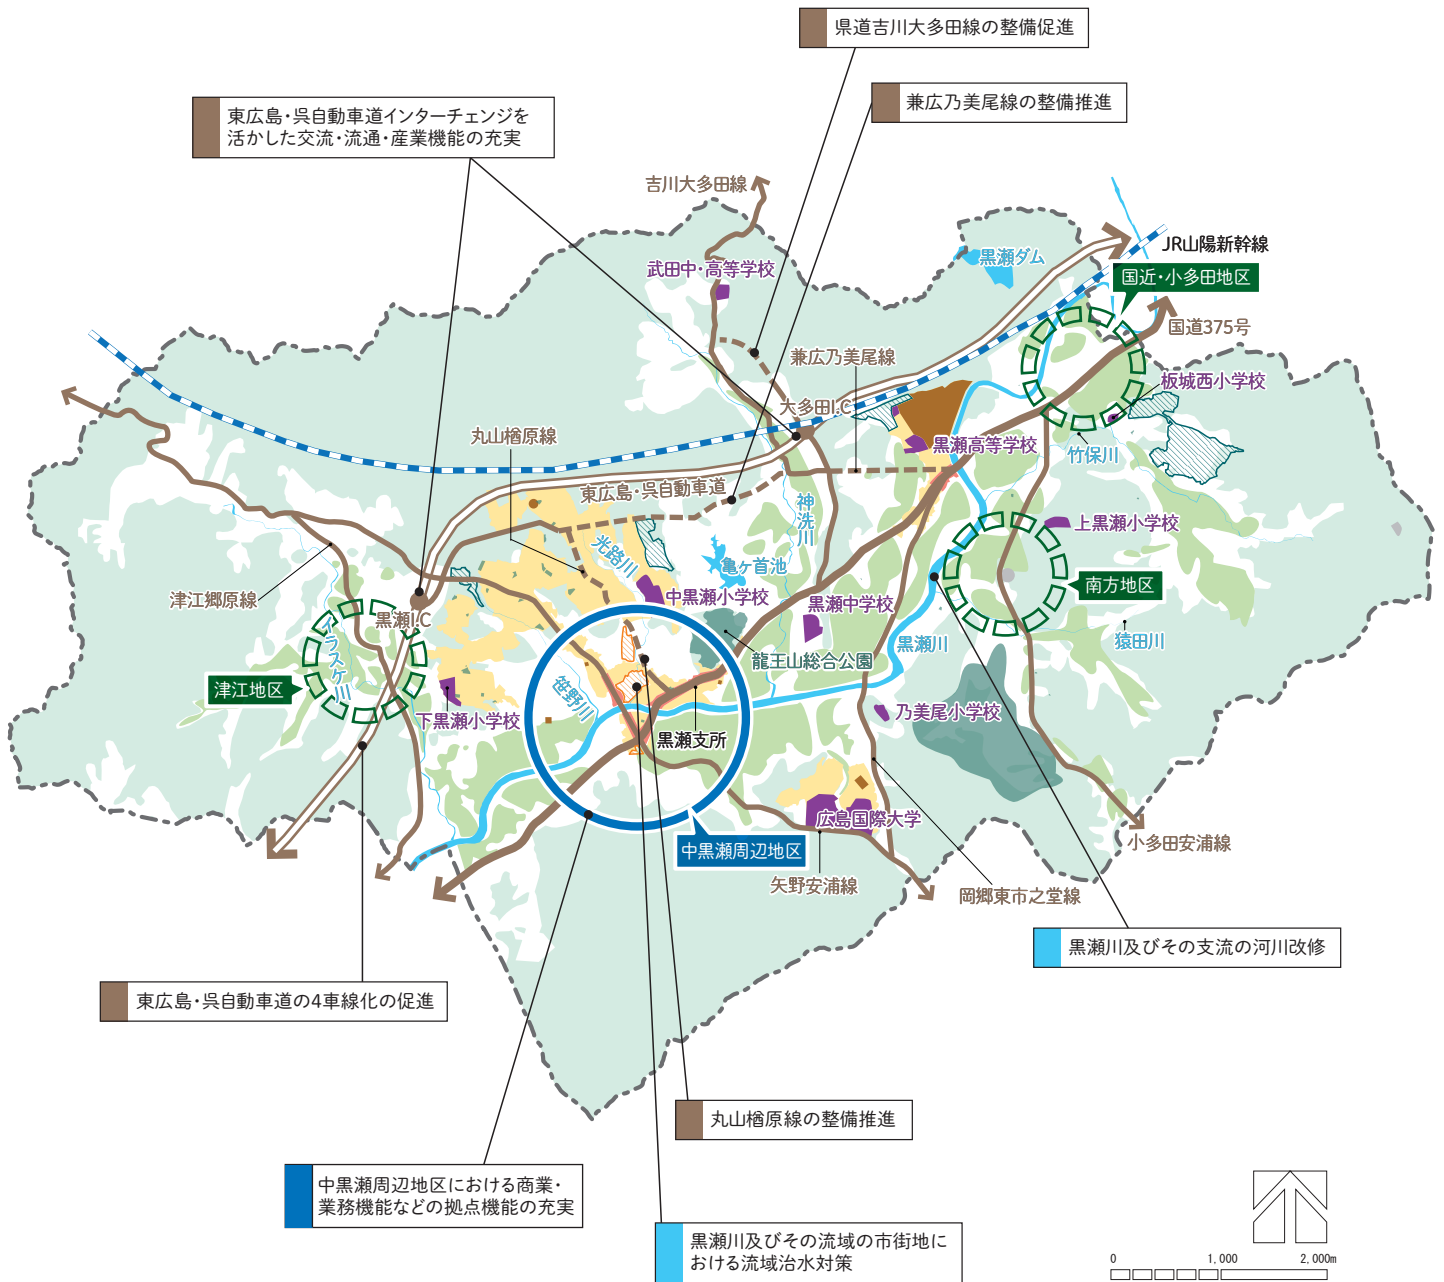 県道吉川大多田線の整備促進
兼広乃美尾線の整備推進
東広島・呉自動車道インターチェンジを
活かした交流・流通・産業機能の充実
吉川大多田線
JR山陽新幹線
黒瀬ダム
武田中・高等学校
国近・小多田地区
国道375号
兼広乃美尾線
板城西小学校
大多田I.C
丸山楢原線
黒瀬高等学校
竹保川
東広島・呉自動車道
神洗川
上黒瀬小学校
光路川
亀ヶ首池
南方地区
津江郷原線
中黒瀬小学校
黒瀬中学校
黒瀬I.C
イラスケ川
黒瀬川
猿田川
龍王山総合公園
津江地区
笹野川
下黒瀬小学校
乃美尾小学校
黒瀬支所
広島国際大学
中黒瀬周辺地区
小多田安浦線
矢野安浦線
岡郷東市之堂線
黒瀬川及びその支流の河川改修
東広島・呉自動車道の4車線化の促進
丸山楢原線の整備推進
中黒瀬周辺地区における商業・
業務機能などの拠点機能の充実
黒瀬川及びその流域の市街地に
おける流域治水対策
0 1,000 2,000m